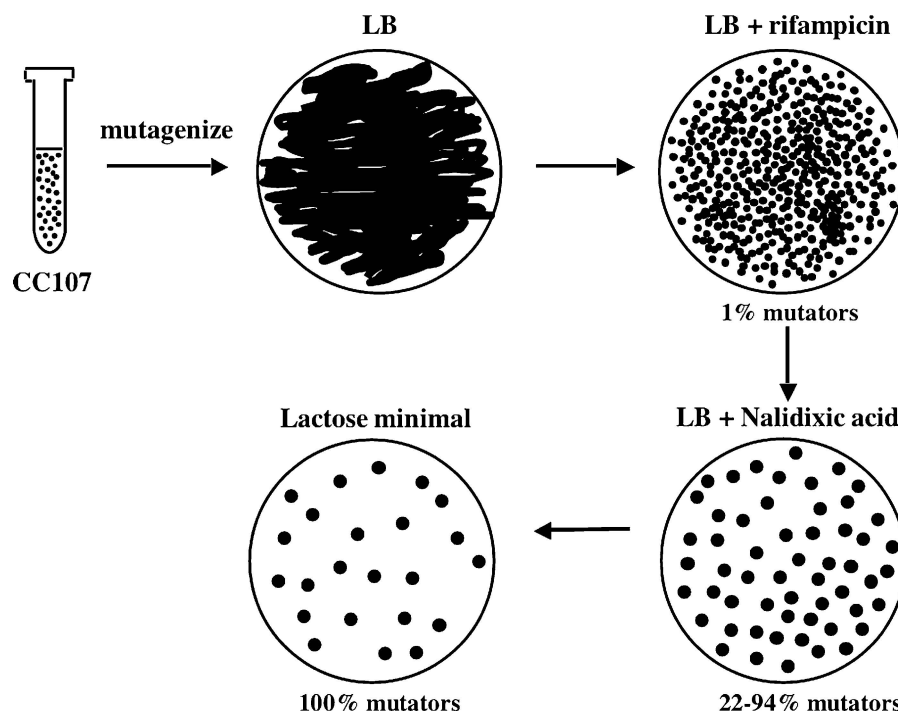 LB
LB + rifampicin
mutagenize
CC107
1% mutators
Lactose minimal
LB + Nalidixic acid
100% mutators
22-94% mutators